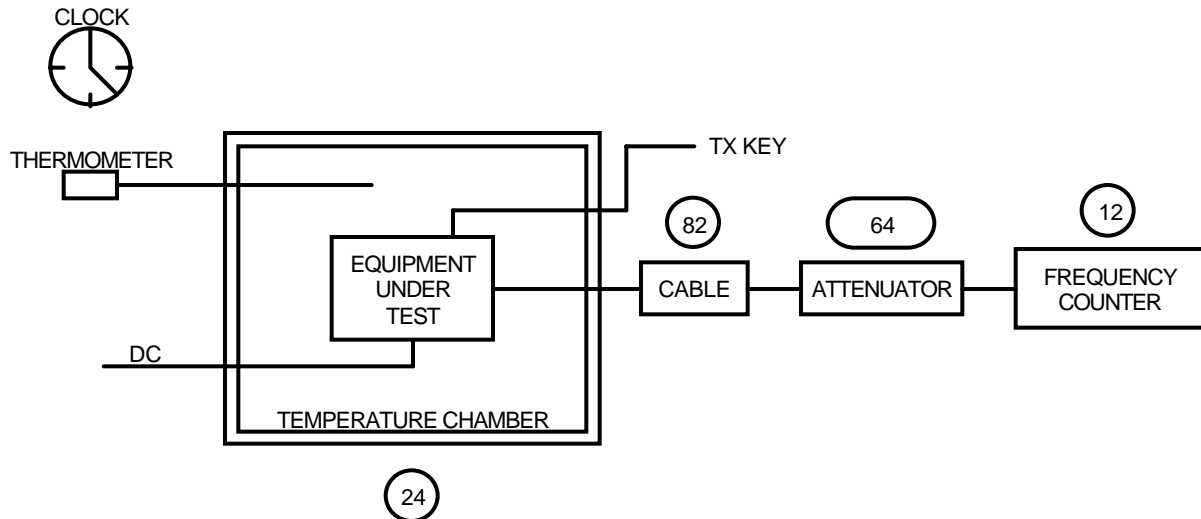 CLOCK
THERMOMETER
TX KEY
82
64
12
EQUIPMENT
UNDER
TEST
CABLE
ATTENUATOR
FREQUENCY
COUNTER
DC
TEMPERATURE CHAMBER
24